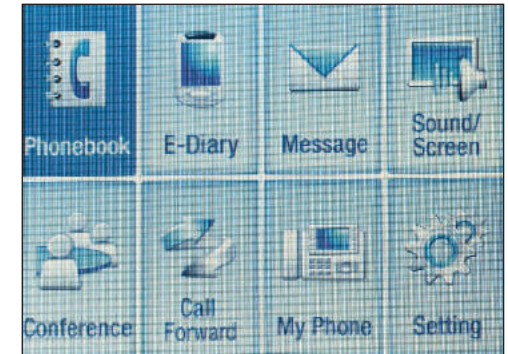 Phonebook
E-Diary
Message
Sound/
Screen
Conference
Call
Forward
My Phone
Setting